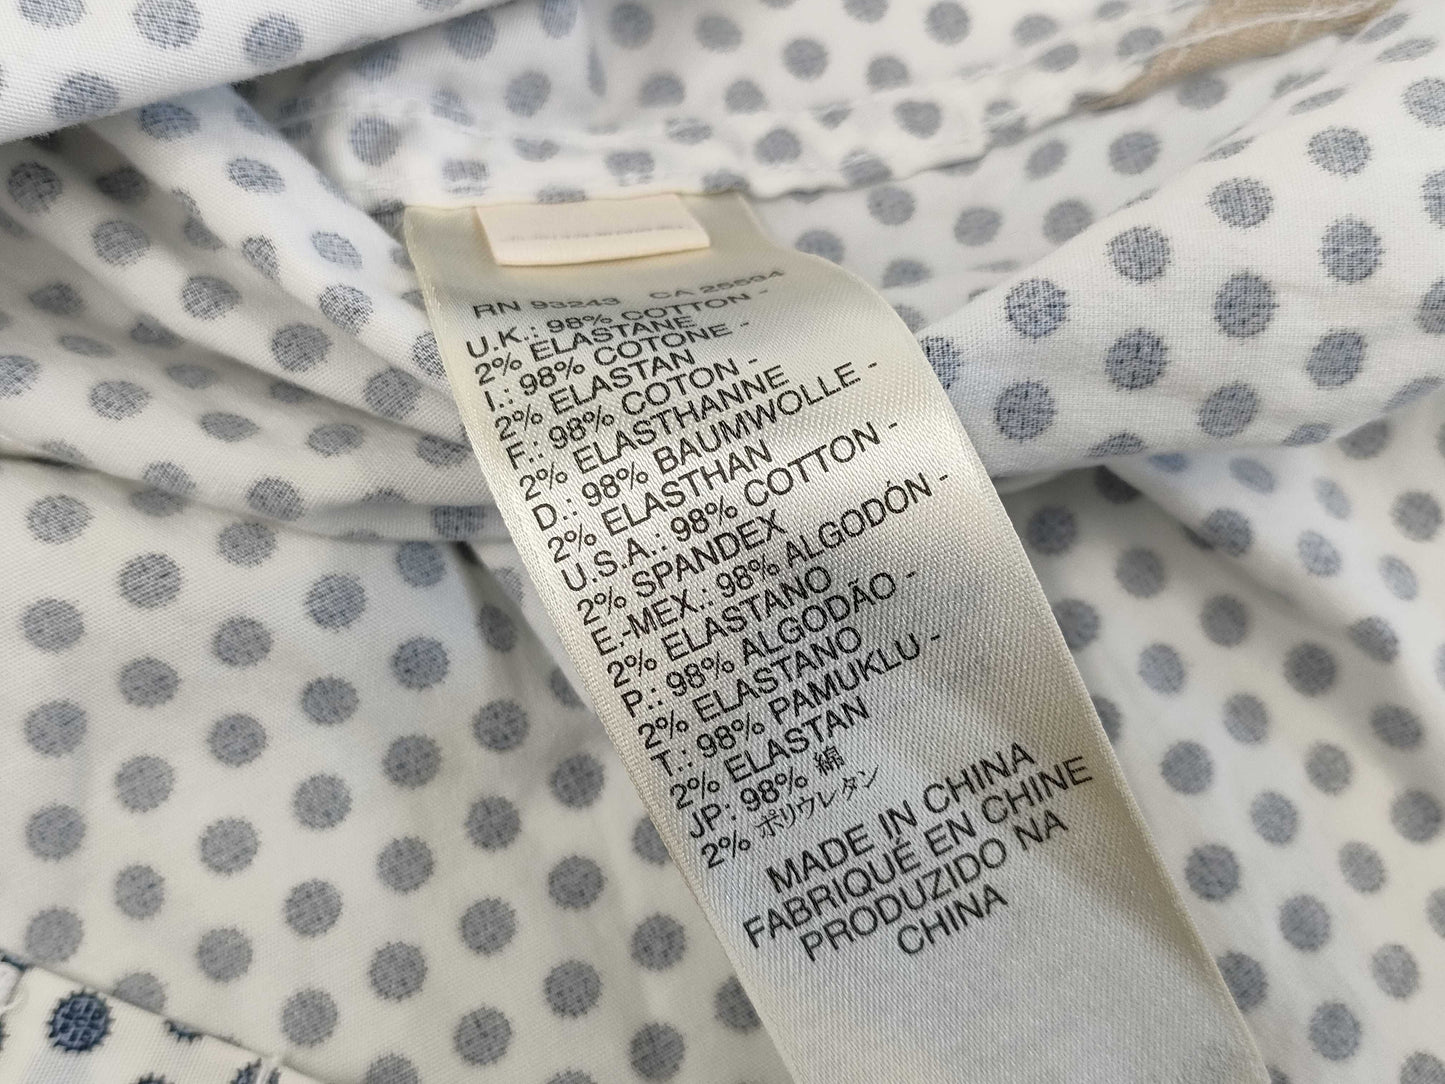 RN 93243 CA 25534
U.K.: 98% COTTON -
2% ELASTANE
I.: 98% COTONE -
2% ELASTAN
F.: 98% COTON -
2% ELASTHANNE
D.: 98% BAUMWOLLE -
2% ELASTHAN
U.S.A.: 98% COTTON -
2% SPANDEX
E.-MEX.: 98% ALGODÓN -
2% ELASTANO
P.: 98% ALGODÃO -
2% ELASTANO
T.: 98% PAMUKLU -
2% ELASTAN
JP: 98% 綿
2% ポリウレタン
MADE IN CHINA
FABRIQUÉ EN CHINE
PRODUZIDO NA
CHINA